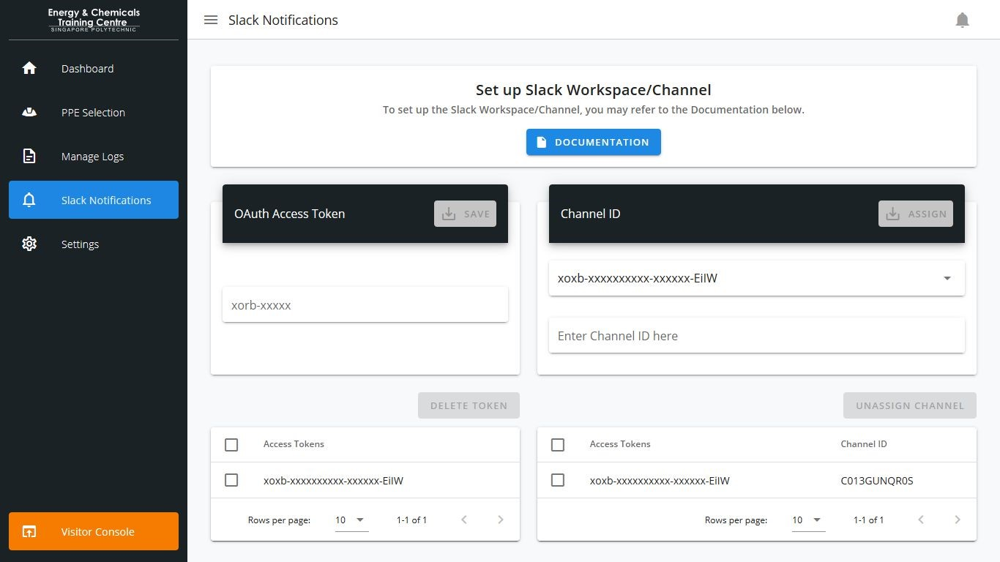 Energy & Chemicals
Training Centre
SINGAPORE POLYTECHNIC
Dashboard
PPE Selection
Manage Logs
Slack Notifications
Settings
Visitor Console
Slack Notifications
Set up Slack Workspace/Channel
To set up the Slack Workspace/Channel, you may refer to the Documentation below.
DOCUMENTATION
OAuth Access Token
SAVE
xorb-xxxxx
Channel ID
ASSIGN
xoxb-xxxxxxxxxx-xxxxxx-EiIW
Enter Channel ID here
DELETE TOKEN
Access Tokens
xoxb-xxxxxxxxxx-xxxxxx-EiIW
Rows per page: 10 1-1 of 1
UNASSIGN CHANNEL
Access Tokens Channel ID
xoxb-xxxxxxxxxx-xxxxxx-EiIW C013GUNQR0S
Rows per page: 10 1-1 of 1